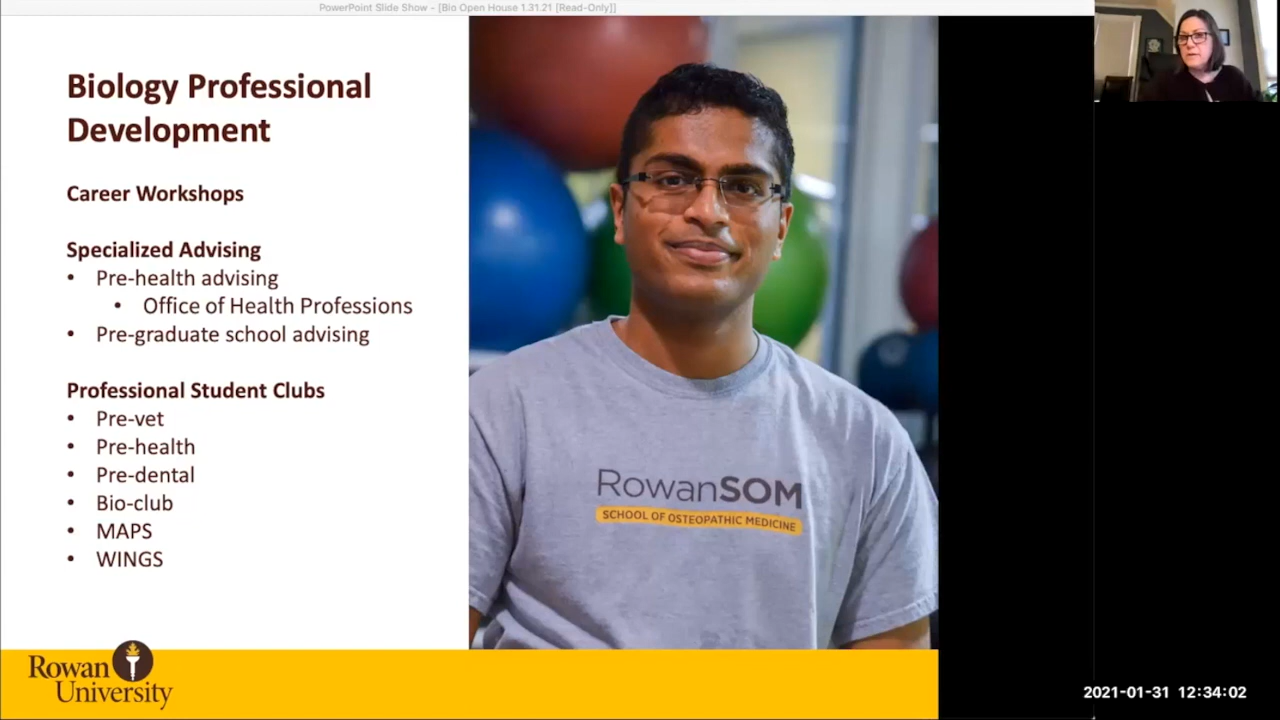 PowerPoint Slide Show - [Bio Open House 1.31.21 [Read-Only]]
Biology Professional
Development
Career Workshops
Specialized Advising
• Pre-health advising
• Office of Health Professions
• Pre-graduate school advising
Professional Student Clubs
• Pre-vet
• Pre-health
• Pre-dental
• Bio-club
• MAPS
• WINGS
RowanSOM
SCHOOL OF OSTEOPATHIC MEDICINE
Rowan
University
2021-01-31 12:34:02